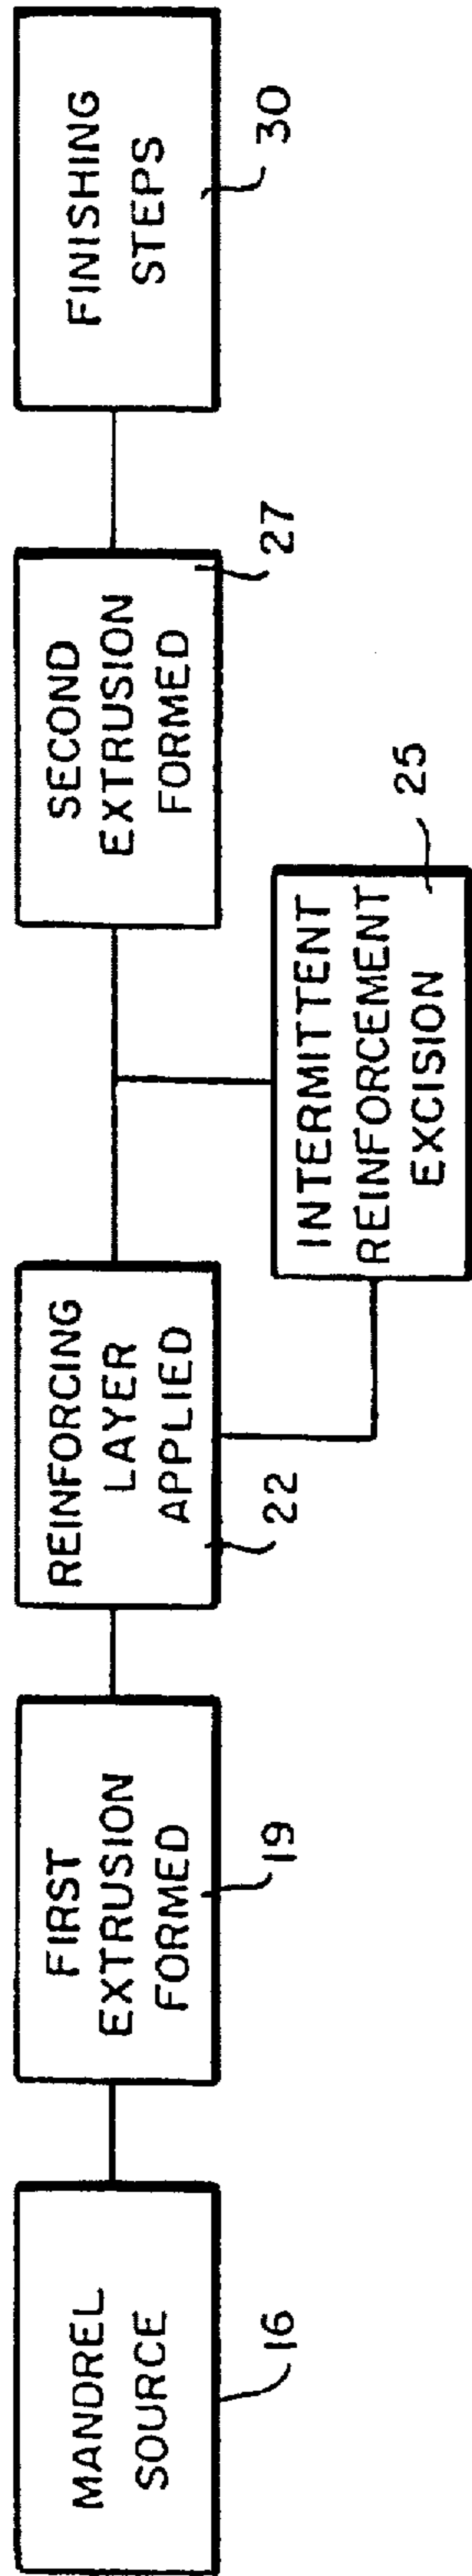 MANDREL
SOURCE
16
FIRST
EXTRUSION
FORMED
19
REINFORCING
LAYER
APPLIED
22
INTERMITTENT
REINFORCEMENT
EXCISION
25
SECOND
EXTRUSION
FORMED
27
FINISHING
STEPS
30